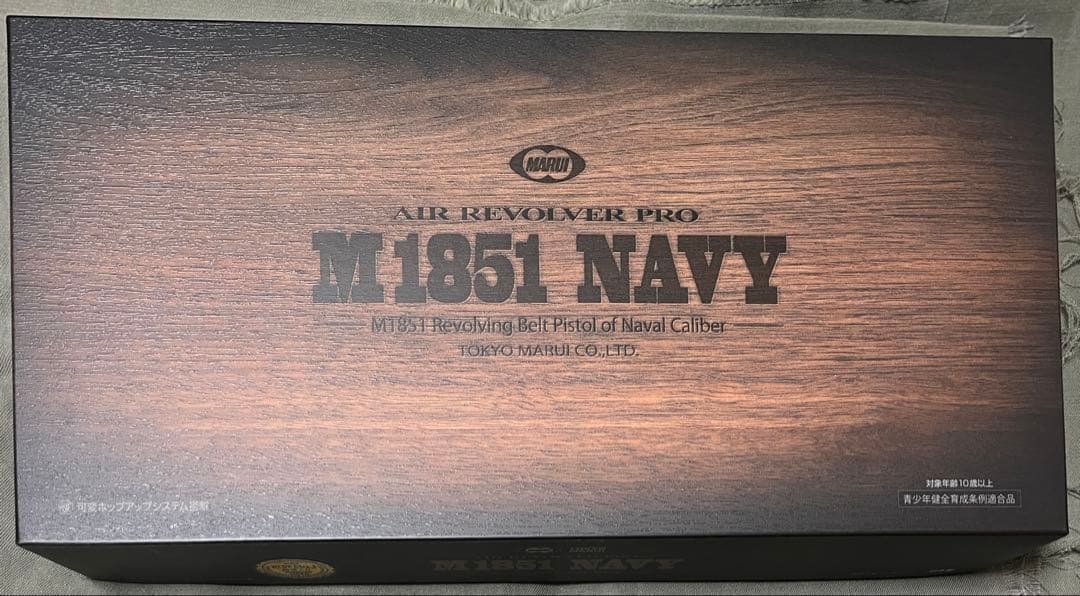 MARUI
AIR REVOLVER PRO
M1851 NAVY
M1851 Revolving Belt Pistol of Naval Caliber
TOKYO MARUI CO.,LTD.
可変ホップアップシステム搭載
対象年齢10歳以上
青少年健全育成条例適合品
M1851 NAVY